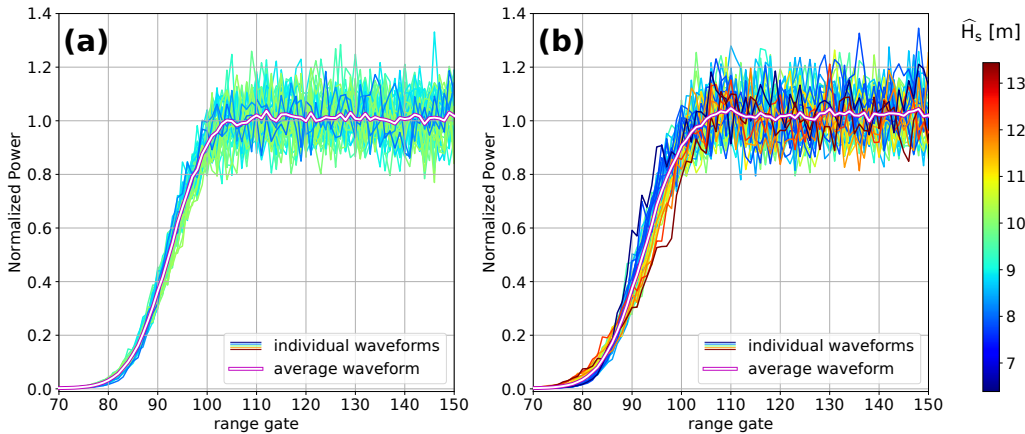 (a)
Normalized Power
1.4
1.2
1.0
0.8
0.6
0.4
0.2
0.0
70 80 90 100 110 120 130 140 150
range gate
individual waveforms
average waveform
(b)
Normalized Power
1.4
1.2
1.0
0.8
0.6
0.4
0.2
0.0
70 80 90 100 110 120 130 140 150
range gate
individual waveforms
average waveform
Ĥs [m]
13
12
11
10
9
8
7